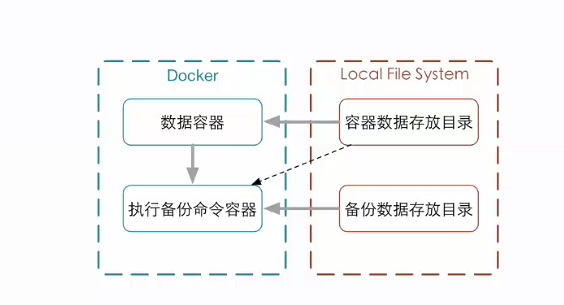 Docker
Local File System
数据容器
容器数据存放目录
执行备份命令容器
备份数据存放目录